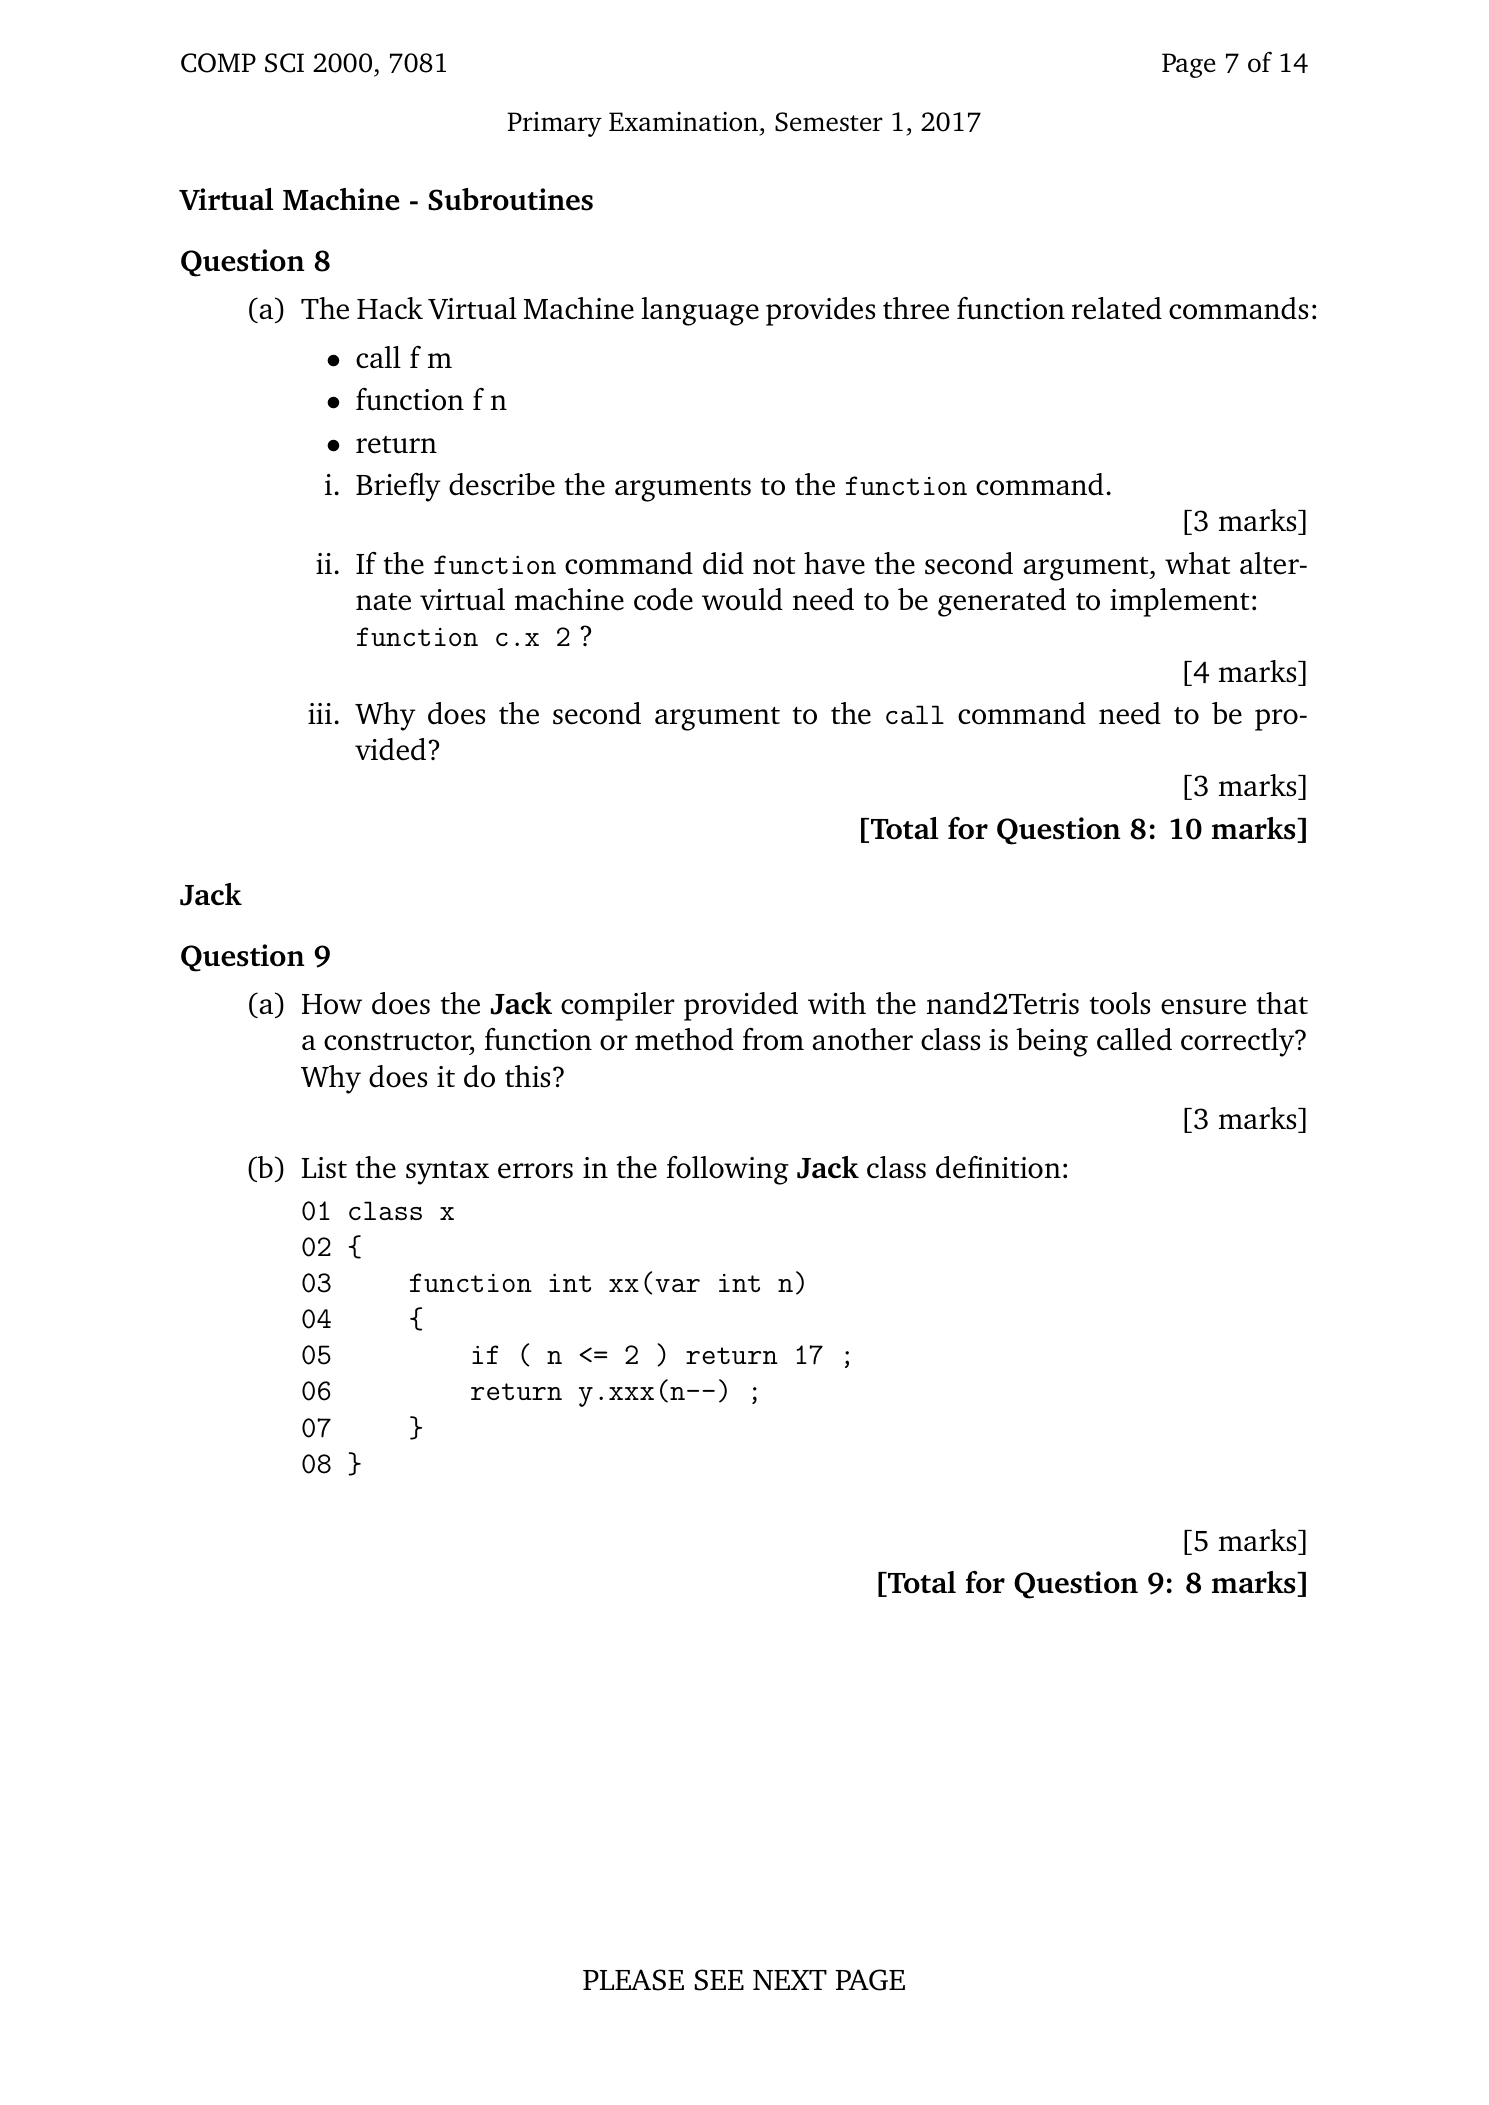 COMP SCI 2000, 7081
Page 7 of 14
Primary Examination, Semester 1, 2017
Virtual Machine - Subroutines
Question 8
(a) The Hack Virtual Machine language provides three function related commands:
• call f m
• function f n
• return
i. Briefly describe the arguments to the function command.
[3 marks]
ii. If the function command did not have the second argument, what alter-
nate virtual machine code would need to be generated to implement:
function c.x 2 ?
[4 marks]
iii. Why does the second argument to the call command need to be pro-
vided?
[3 marks]
[Total for Question 8: 10 marks]
Jack
Question 9
(a) How does the Jack compiler provided with the nand2Tetris tools ensure that
a constructor, function or method from another class is being called correctly?
Why does it do this?
[3 marks]
(b) List the syntax errors in the following Jack class definition:
01 class x
02 {
03     function int xx(var int n)
04     {
05         if ( n <= 2 ) return 17 ;
06         return y.xxx(n--) ;
07     }
08 }
[5 marks]
[Total for Question 9: 8 marks]
PLEASE SEE NEXT PAGE